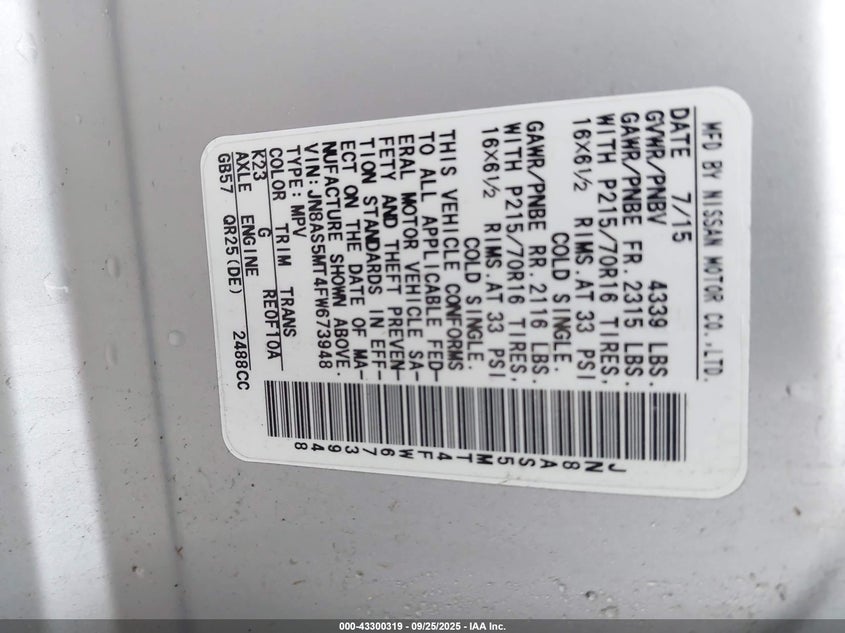 MFD BY NISSAN MOTOR CO.,LTD.
DATE 7/15
GVWR/PNBV 4339 LBS.
GAWR/PNBE FR. 2315 LBS.
WITH P215/70R16 TIRES,
16X6½ RIMS.AT 33 PSI
COLD SINGLE.
GAWR/PNBE RR. 2116 LBS.
WITH P215/70R16 TIRES,
16X6½ RIMS.AT 33 PSI
COLD SINGLE.
THIS VEHICLE CONFORMS
TO ALL APPLICABLE FED-
ERAL MOTOR VEHICLE SA-
FETY AND THEFT PREVEN-
TION STANDARDS IN EFF-
ECT ON THE DATE OF MA-
NUFACTURE SHOWN ABOVE.
VIN: JN8AS5MT4FW673948
TYPE: MPV
COLOR TRIM TRANS
K23 G RE0F10A
AXLE ENGINE
GB57 QR25(DE) 2488CC
JN8AS5MT4FW673948
000-43300319 - 09/25/2025 - IAA Inc.